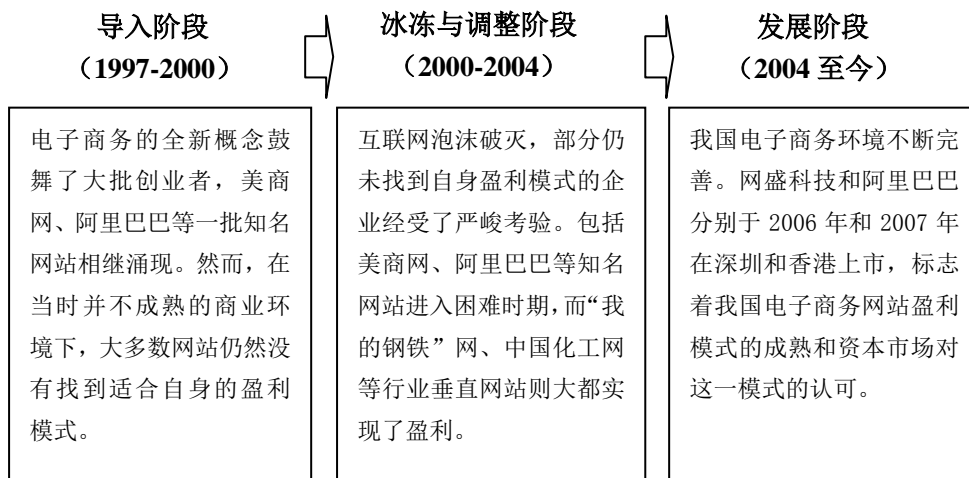 导入阶段
（1997-2000）
冰冻与调整阶段
（2000-2004）
发展阶段
（2004 至今）
电子商务的全新概念鼓
舞了大批创业者，美商
网、阿里巴巴等一批知名
网站相继涌现。然而，在
当时并不成熟的商业环
境下，大多数网站仍然没
有找到适合自身的盈利
模式。
互联网泡沫破灭，部分仍
未找到自身盈利模式的企
业经受了严峻考验。包括
美商网、阿里巴巴等知名
网站进入困难时期，而“我
的钢铁”网、中国化工网
等行业垂直网站则大都实
现了盈利。
我国电子商务环境不断完
善。网盛科技和阿里巴巴
分别于 2006 年和 2007 年
在深圳和香港上市，标志
着我国电子商务网站盈利
模式的成熟和资本市场对
这一模式的认可。